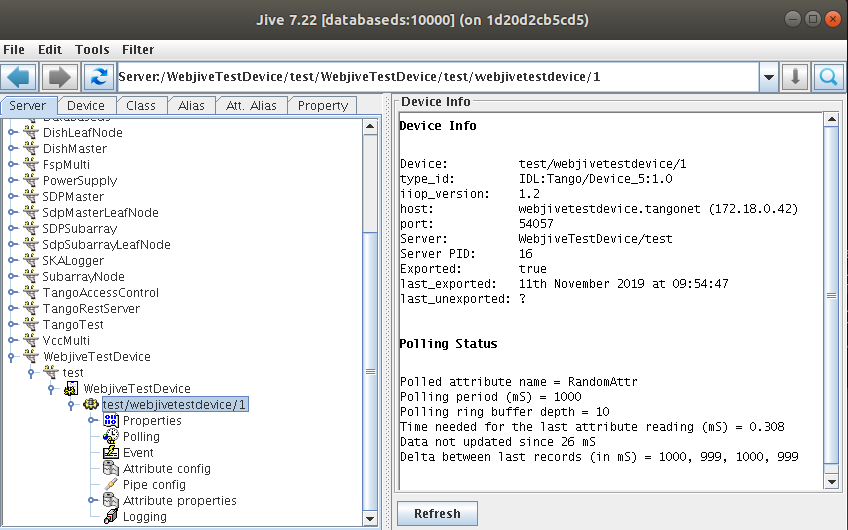 Jive 7.22 [databaseds:10000] (on 1d20d2cb5cd5)
File Edit Tools Filter
Server:/WebjiveTestDevice/test/WebjiveTestDevice/test/webjivetestdevice/1
Server Device Class Alias Att. Alias Property
DishLeafNode
DishMaster
FspMulti
PowerSupply
SDPMaster
SdpMasterLeafNode
SDPSubarray
SdpSubarrayLeafNode
SKALogger
SubarrayNode
TangoAccessControl
TangoRestServer
TangoTest
VccMulti
WebjiveTestDevice
test
WebjiveTestDevice
test/webjivetestdevice/1
Properties
Polling
Event
Attribute config
Pipe config
Attribute properties
Logging
Device Info
Device Info
Device: test/webjivetestdevice/1
type_id: IDL:Tango/Device_5:1.0
iiop_version: 1.2
host: webjivetestdevice.tangonet (172.18.0.42)
port: 54057
Server: WebjiveTestDevice/test
Server PID: 16
Exported: true
last_exported: 11th November 2019 at 09:54:47
last_unexported: ?
Polling Status
Polled attribute name = RandomAttr
Polling period (mS) = 1000
Polling ring buffer depth = 10
Time needed for the last attribute reading (mS) = 0.308
Data not updated since 26 mS
Delta between last records (in mS) = 1000, 999, 1000, 999
Refresh